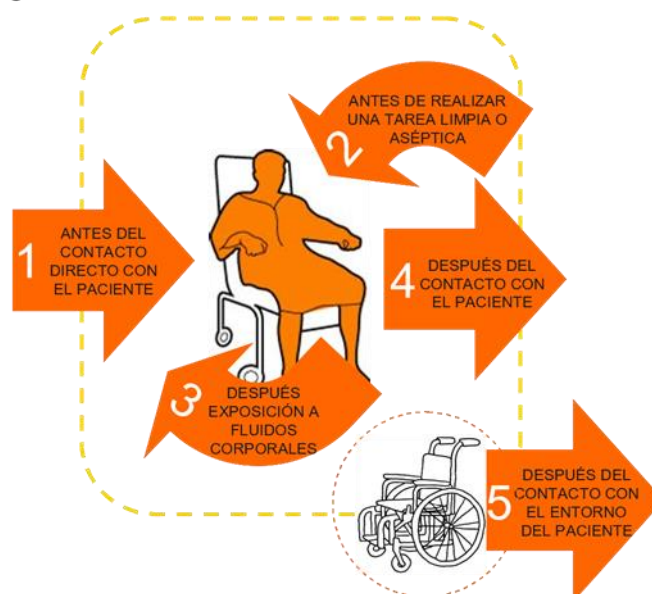 1
ANTES DEL
CONTACTO
DIRECTO CON
EL PACIENTE
2
ANTES DE REALIZAR
UNA TAREA LIMPIA O
ASÉPTICA
3
DESPUÉS
EXPOSICIÓN A
FLUIDOS
CORPORALES
4
DESPUÉS DEL
CONTACTO CON
EL PACIENTE
5
DESPUÉS DEL
CONTACTO CON
EL ENTORNO
DEL PACIENTE